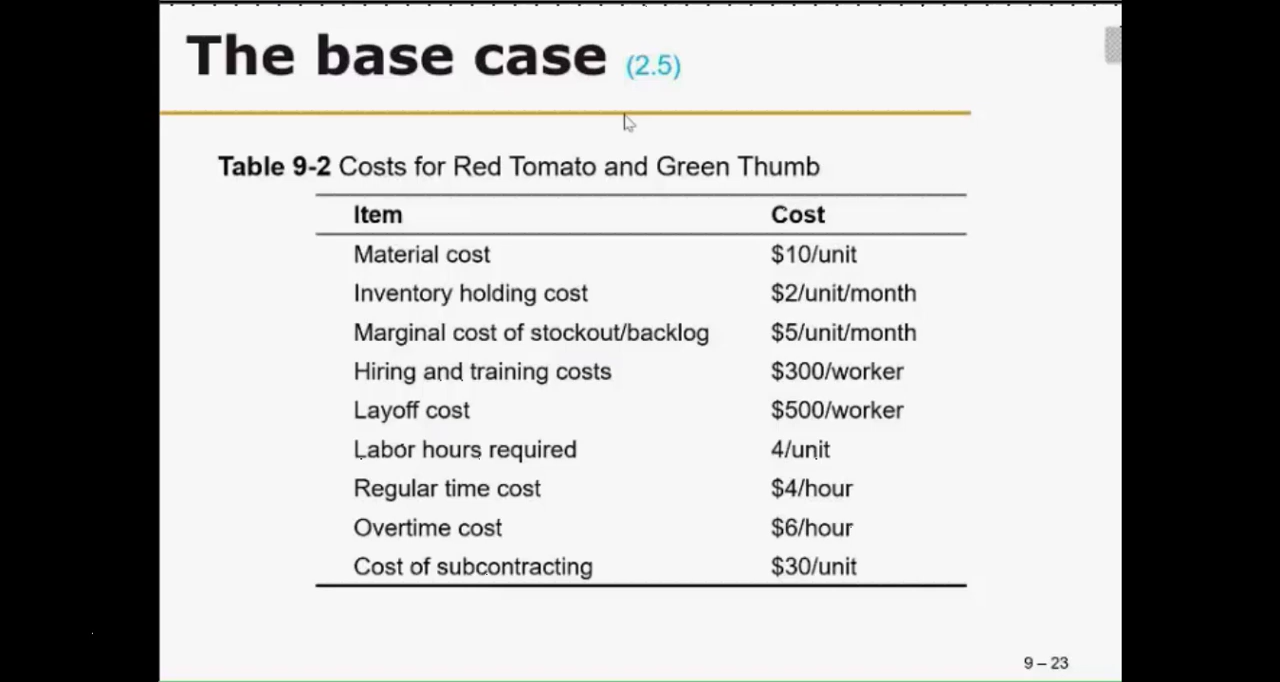 The base case (2.5)
Table 9-2 Costs for Red Tomato and Green Thumb
Item Cost
Material cost $10/unit
Inventory holding cost $2/unit/month
Marginal cost of stockout/backlog $5/unit/month
Hiring and training costs $300/worker
Layoff cost $500/worker
Labor hours required 4/unit
Regular time cost $4/hour
Overtime cost $6/hour
Cost of subcontracting $30/unit
9 – 23